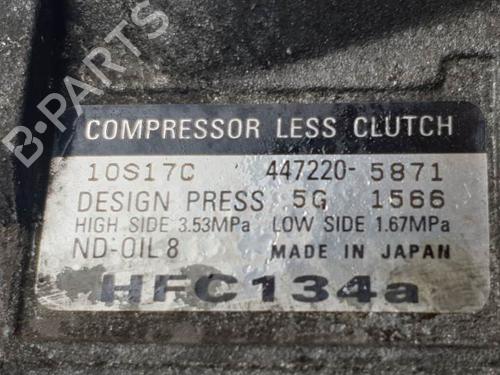 B-PARTS
COMPRESSOR LESS CLUTCH
10S17C 447220-5871
DESIGN PRESS 5G 1566
HIGH SIDE 3.53MPa LOW SIDE 1.67MPa
ND-OIL 8 MADE IN JAPAN
HFC134a